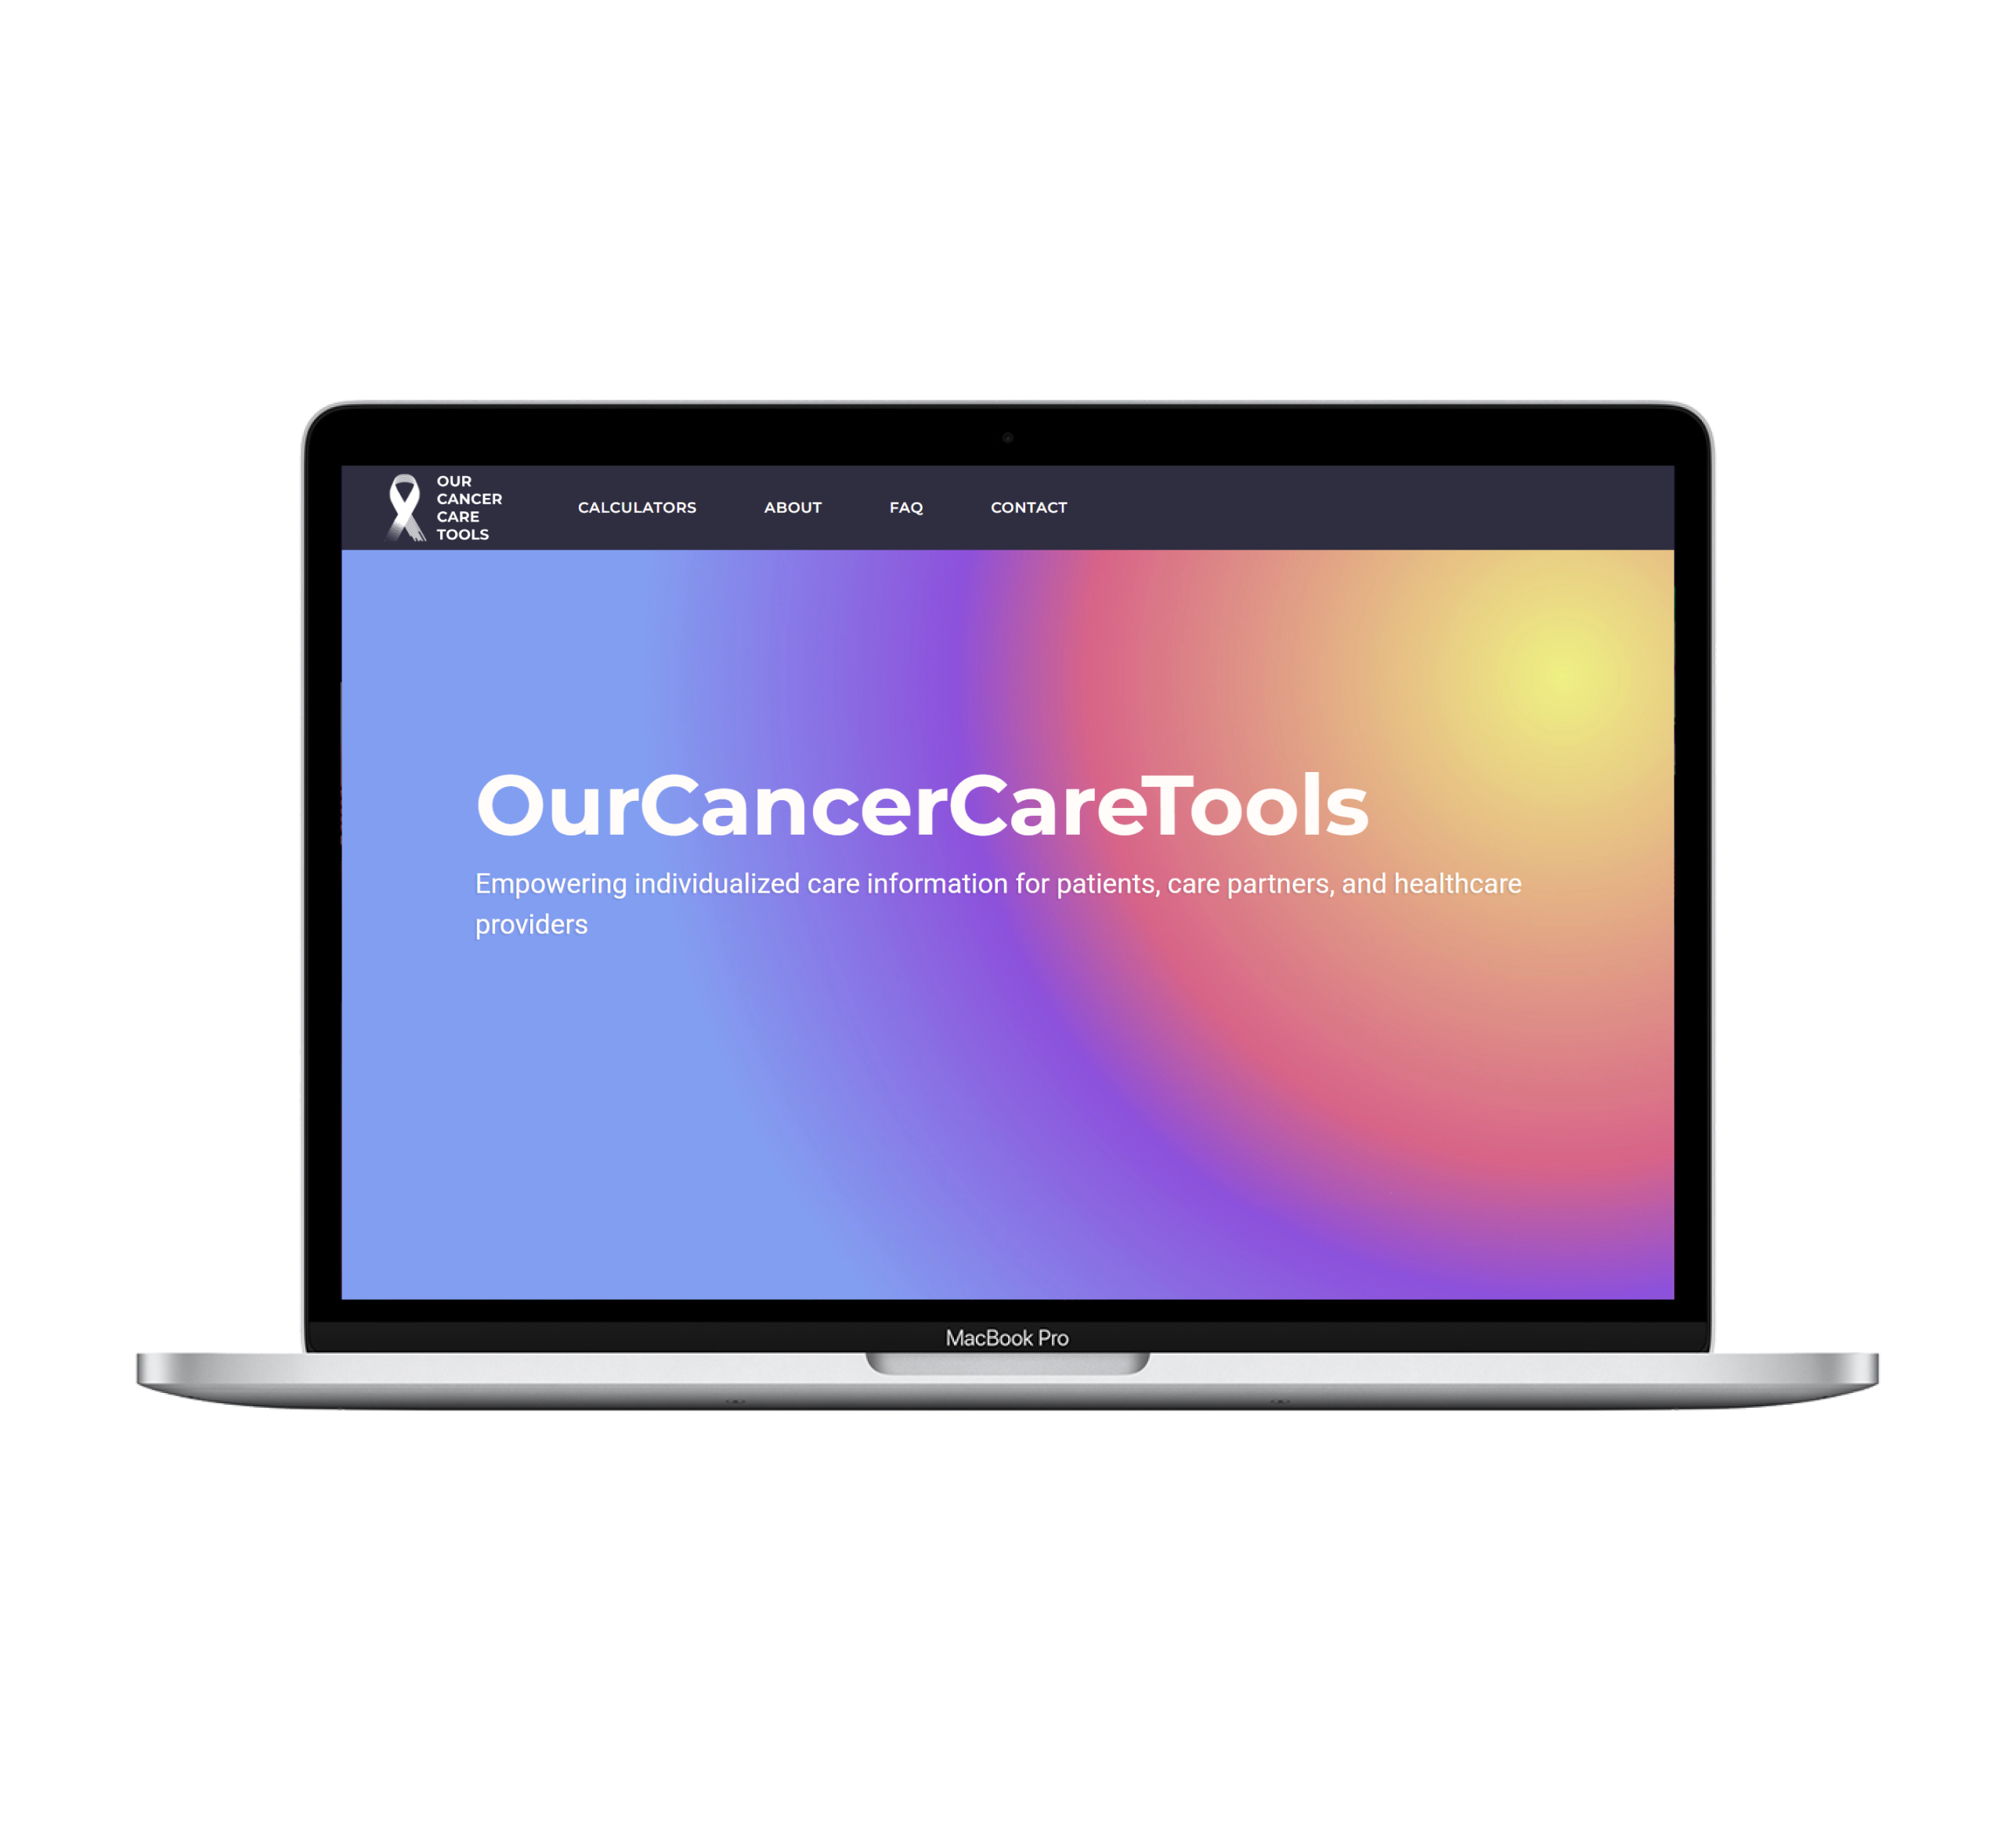 OUR
CANCER
CARE
TOOLS
CALCULATORS ABOUT FAQ CONTACT
OurCancerCareTools
Empowering individualized care information for patients, care partners, and healthcare
providers
MacBook Pro